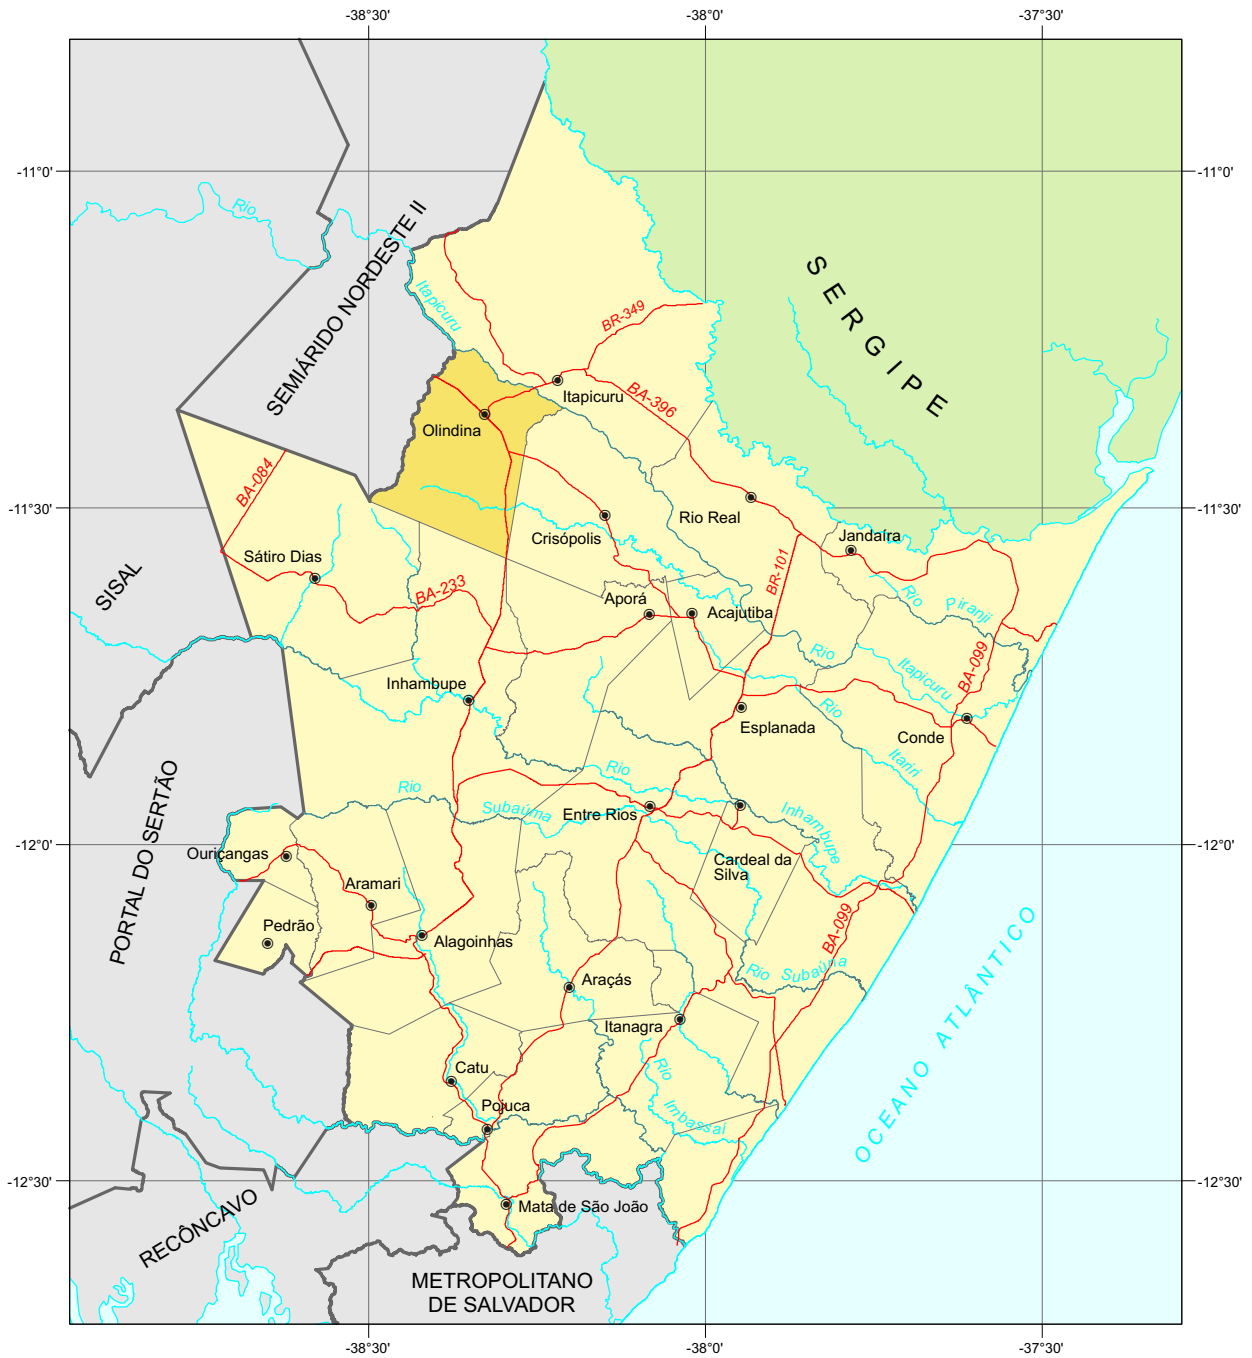 -38°30'
-38°0'
-37°30'
-11°0'
-11°0'
Rio
SEMIÁRIDO NORDESTE II
SERGIPE
Itapicuru
BR-349
BA-396
Itapicuru
Olindina
BA-084
Rio Real
-11°30'
-11°30'
Crisópolis
Jandaíra
Sátiro Dias
BR-101
SISAL
BA-233
Aporá
Acajutiba
Rio
Piranji
Rio
Itapicuru
BA-099
Inhambupe
Rio
Esplanada
Conde
Itariri
PORTAL DO SERTÃO
Rio
Rio
Subaúma
Entre Rios
Inhambupe
-12°0'
-12°0'
Ouriçangas
Cardeal da
Silva
Aramari
Pedrão
Alagoinhas
BA-099
OCEANO ATLÂNTICO
Araçás
Rio
Subaúma
Itanagra
Catu
Rio
Pojuca
Imbassaí
-12°30'
-12°30'
Mata de São João
RECÔNCAVO
METROPOLITANO
DE SALVADOR
-38°30'
-38°0'
-37°30'